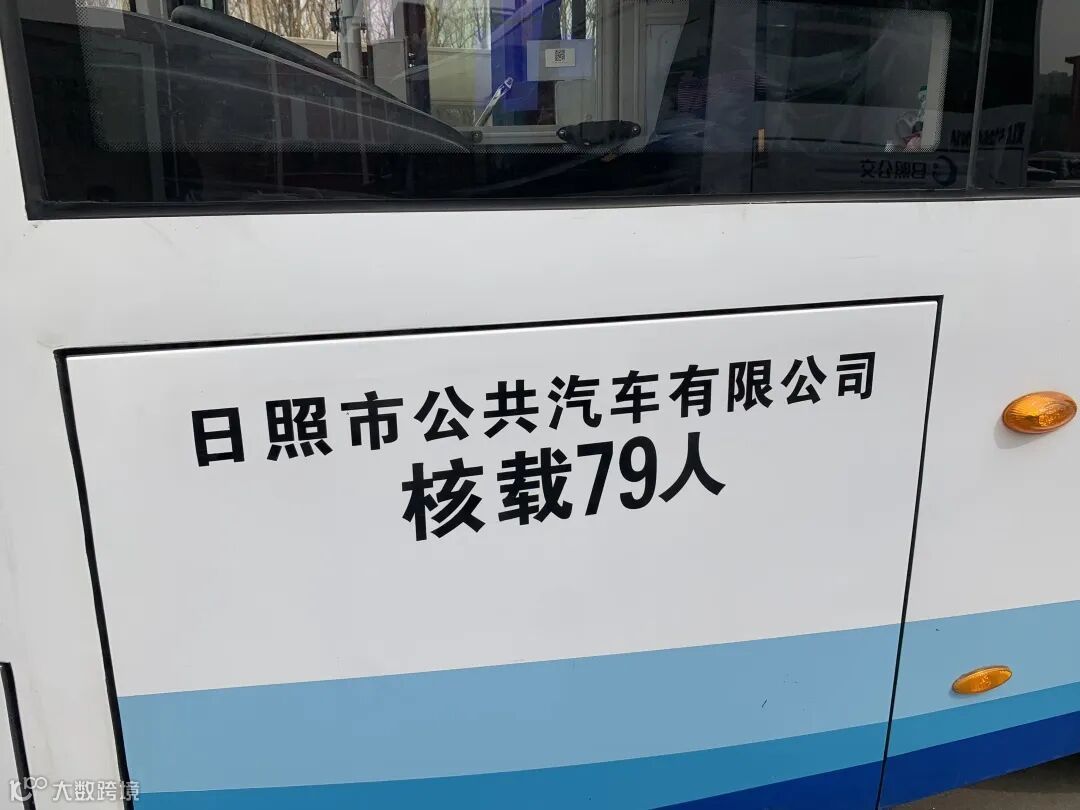 日照公交
日照市公共汽车有限公司
核载79人
大数跨境